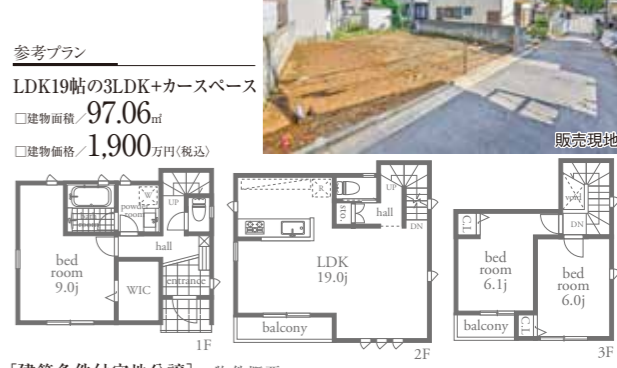 参考プラン
LDK19帖の3LDK+カースペース
□建物面積／97.06㎡
□建物価格／1,900万円(税込)
販売現地
bed room 9.0j
powder room
W
UP
hall
WIC
entrance
1F
R
sto
UP
hall
DN
LDK
19.0j
balcony
2F
C.L
void
DN
bed room 6.1j
bed room 6.0j
balcony
C.L
3F